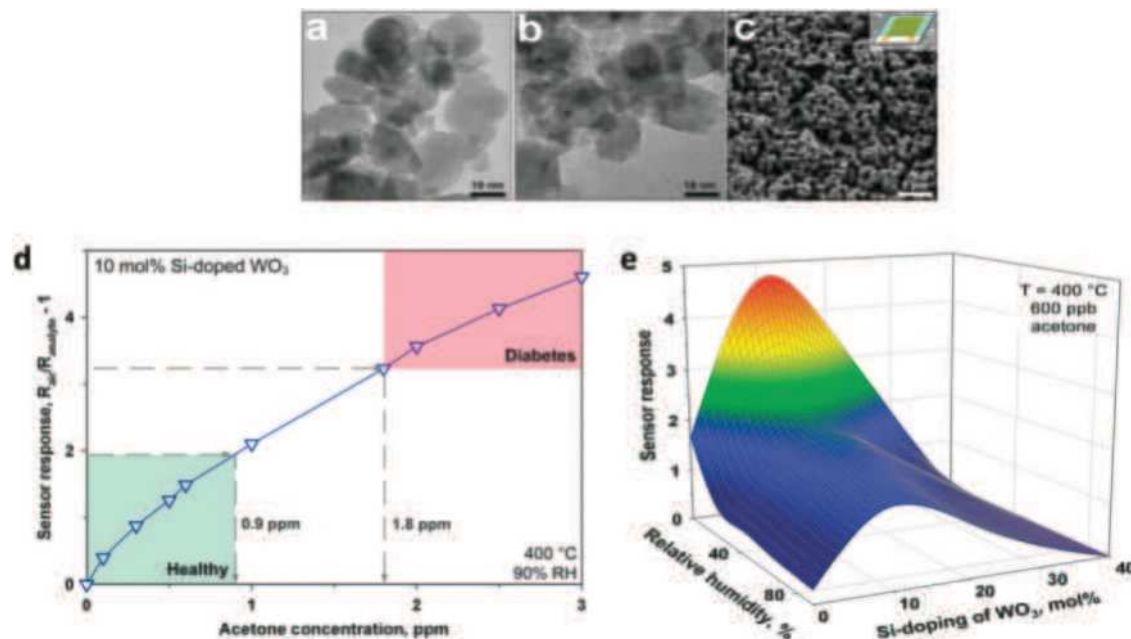 a
b
c
10 nm
10 nm
d
10 mol% Si-doped WO₃
Sensor response, R_air/R_analyte - 1
4
2
0
Diabetes
0.9 ppm
1.8 ppm
Healthy
400 °C
90% RH
0
1
2
3
Acetone concentration, ppm
e
T = 400 °C
600 ppb
acetone
Sensor response
5
4
3
2
1
0
40
80
Relative humidity, %
0
10
20
30
40
Si-doping of WO₃, mol%